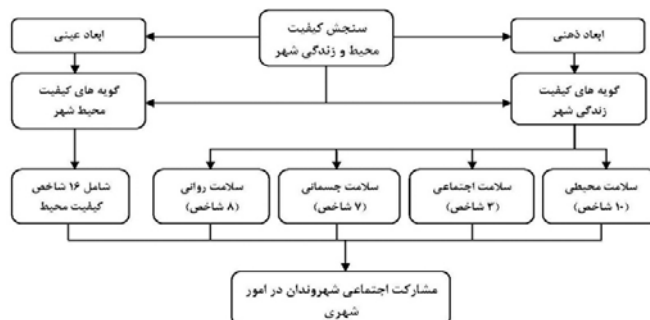 ابعاد ذهنی
سنجش کیفیت
محیط و زندگی شهر
ابعاد عینی
گویه های کیفیت
زندگی شهر
گویه های کیفیت
محیط شهر
سلامت محیطی
(۱۰ شاخص)
سلامت اجتماعی
(۳ شاخص)
سلامت جسمانی
(۷ شاخص)
سلامت روانی
(۸ شاخص)
شامل ۱۶ شاخص
کیفیت محیط
مشارکت اجتماعی شهروندان در امور
شهری